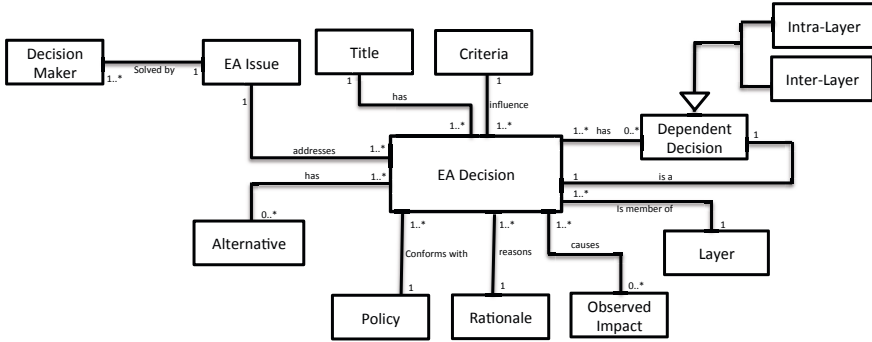 Intra-Layer
Inter-Layer
Decision
Maker
1..*
Solved by
1
EA Issue
1
Title
1
has
1..*
Criteria
1
influence
1..*
addresses
1..*
has
1..*
0..*
Alternative
EA Decision
1..*
has
0..*
Dependent
Decision
1
1
is a
1..*
Is member of
1
Layer
1..*
Conforms with
1
Policy
1..*
reasons
1
Rationale
1..*
causes
0..*
Observed
Impact